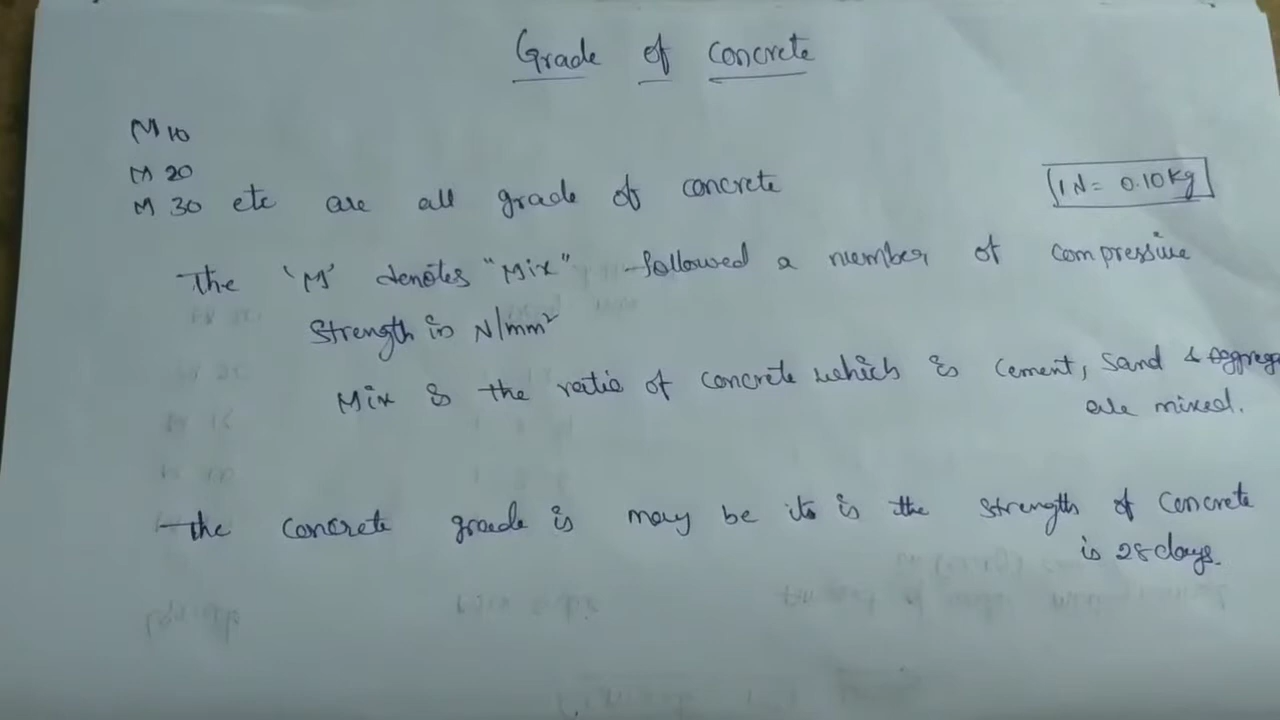 Grade of Concrete
M 10
M 20
M 30 etc are all grade of concrete
1 N = 0.10 Kg
The 'M' denotes "Mix" followed a number of compressive
Strength is N/mm²
Mix is the ratio of concrete which is Cement, Sand & aggreg
are mixed.
The concrete grade is may be its is the strength of concrete
is 28 days.